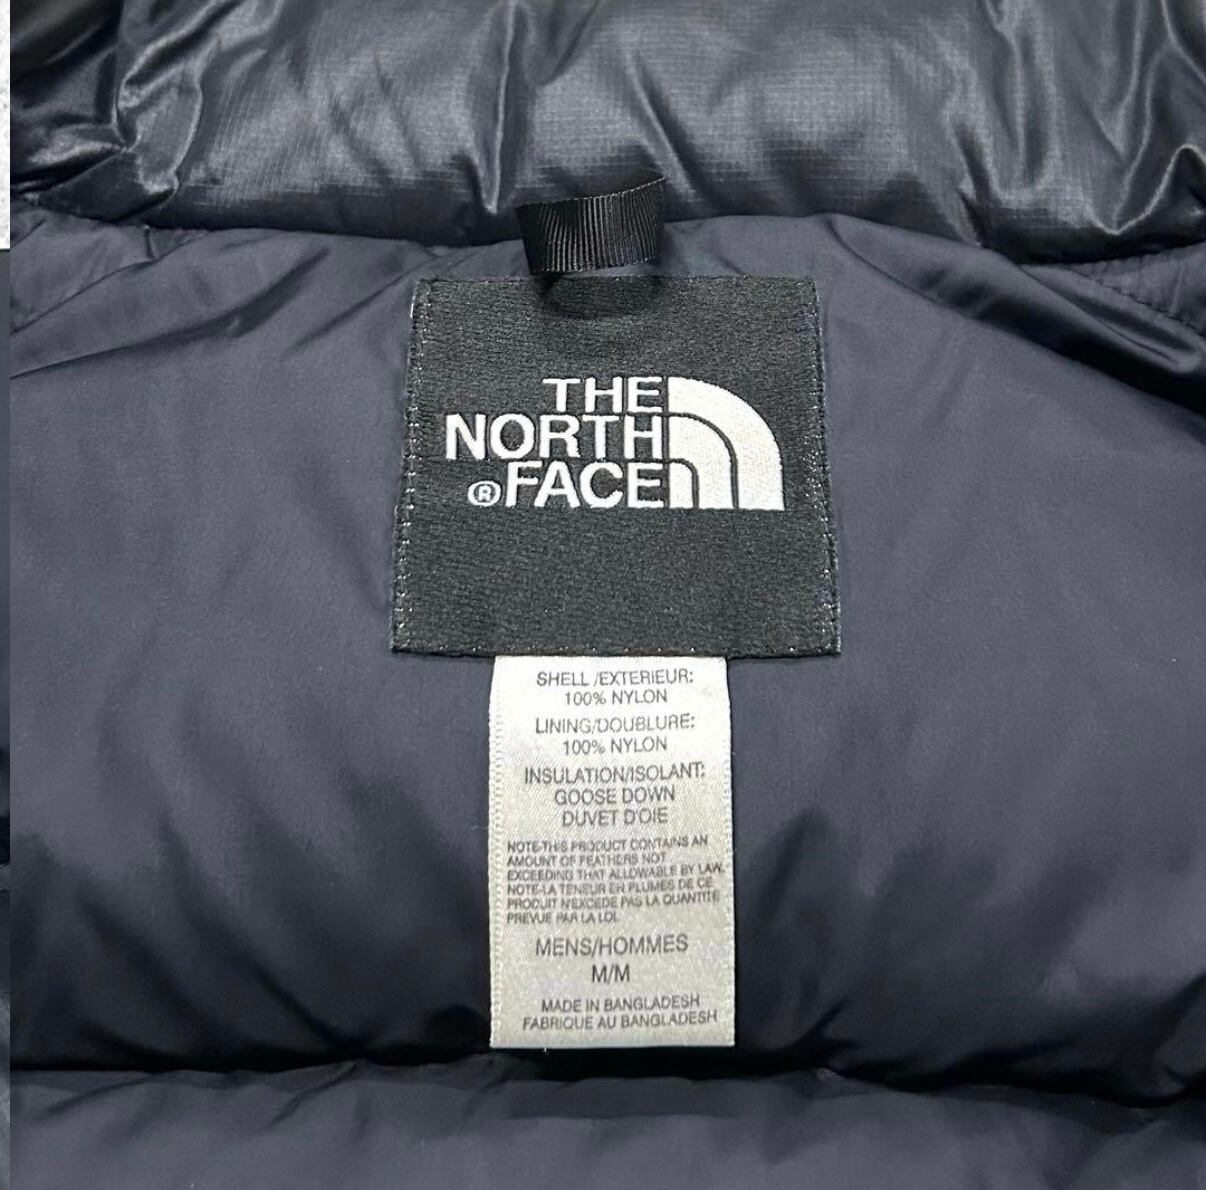 THE
NORTH
®FACE
SHELL /EXTERIEUR:
100% NYLON
LINING/DOUBLURE:
100% NYLON
INSULATION/ISOLANT:
GOOSE DOWN
DUVET D'OIE
NOTE-THIS PRODUCT CONTAINS AN
AMOUNT OF FEATHERS NOT
EXCEEDING THAT ALLOWABLE BY LAW.
NOTE-LA TENEUR EN PLUMES DE CE
PRODUIT N'EXCEDE PAS LA QUANTITE
PREVUE PAR LA LOI.
MENS/HOMMES
M/M
MADE IN BANGLADESH
FABRIQUE AU BANGLADESH